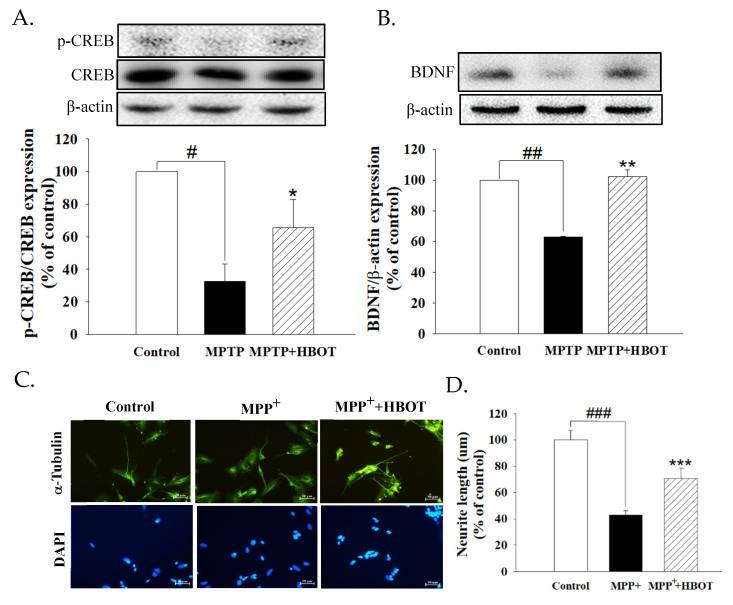 A.
p-CREB
CREB
β-actin
p-CREB/CREB expression
(% of control)
120
100
80
60
40
20
0
#
*
Control MPTP MPTP+HBOT
B.
BDNF
β-actin
BDNF/β-actin expression
(% of control)
120
100
80
60
40
20
0
##
**
Control MPTP MPTP+HBOT
C.
Control MPP+ MPP++HBOT
α-Tubulin
DAPI
D.
Neurite length (um)
(% of control)
120
100
80
60
40
20
0
###
***
Control MPP+ MPP++HBOT